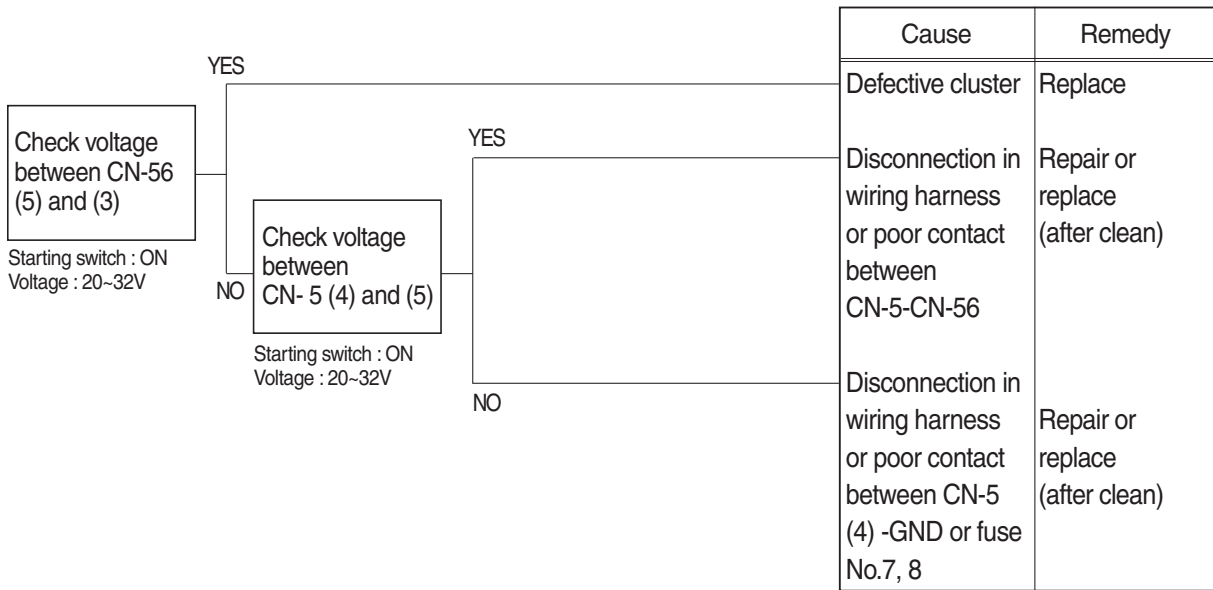 YES
Check voltage
between CN-56
(5) and (3)
Starting switch : ON
Voltage : 20~32V
NO
Check voltage
between
CN- 5 (4) and (5)
Starting switch : ON
Voltage : 20~32V
YES
NO
Cause
Remedy
Defective cluster
Replace
Disconnection in
wiring harness
or poor contact
between
CN-5-CN-56
Repair or
replace
(after clean)
Disconnection in
wiring harness
or poor contact
between CN-5
(4) -GND or fuse
No.7, 8
Repair or
replace
(after clean)